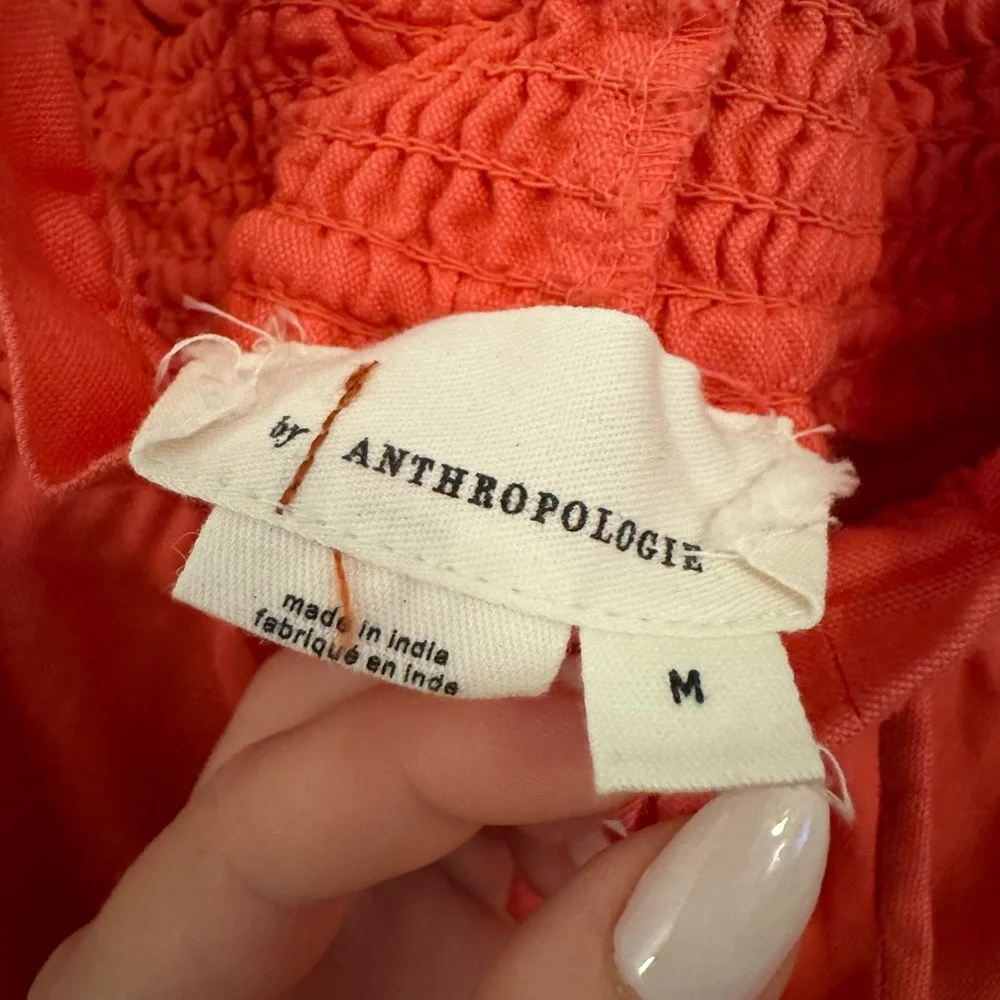 by ANTHROPOLOGIE
made in india
fabriqué en inde
M